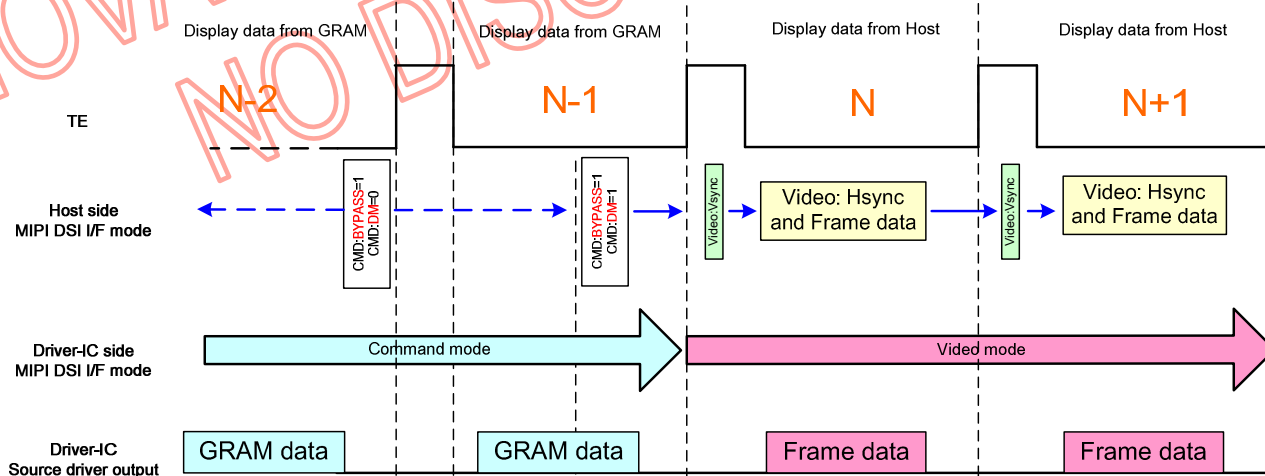 Display data from GRAM
Display data from GRAM
Display data from Host
Display data from Host
NO DISC
TE
N-2
N-1
N
N+1
Host side
MIPI DSI I/F mode
CMD:BYPASS=1
CMD:DM=0
CMD:BYPASS=1
CMD:DM=1
Video:Vsync
Video: Hsync
and Frame data
Video:Vsync
Video: Hsync
and Frame data
Driver-IC side
MIPI DSI I/F mode
Command mode
Video mode
Driver-IC
Source driver output
GRAM data
GRAM data
Frame data
Frame data